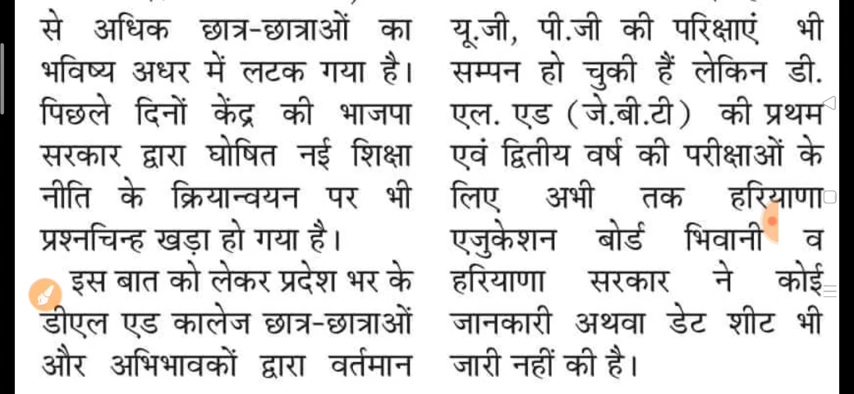 से अधिक छात्र-छात्राओं का
भविष्य अधर में लटक गया है।
पिछले दिनों केंद्र की भाजपा
सरकार द्वारा घोषित नई शिक्षा
नीति के क्रियान्वयन पर भी
प्रश्नचिन्ह खड़ा हो गया है।
इस बात को लेकर प्रदेश भर के
डीएल एड कालेज छात्र-छात्राओं
और अभिभावकों द्वारा वर्तमान
यू.जी, पी.जी की परिक्षाएं भी
सम्पन हो चुकी हैं लेकिन डी.
एल. एड (जे.बी.टी) की प्रथम
एवं द्वितीय वर्ष की परीक्षाओं के
लिए अभी तक हरियाणा
एजुकेशन बोर्ड भिवानी व
हरियाणा सरकार ने कोई
जानकारी अथवा डेट शीट भी
जारी नहीं की है।